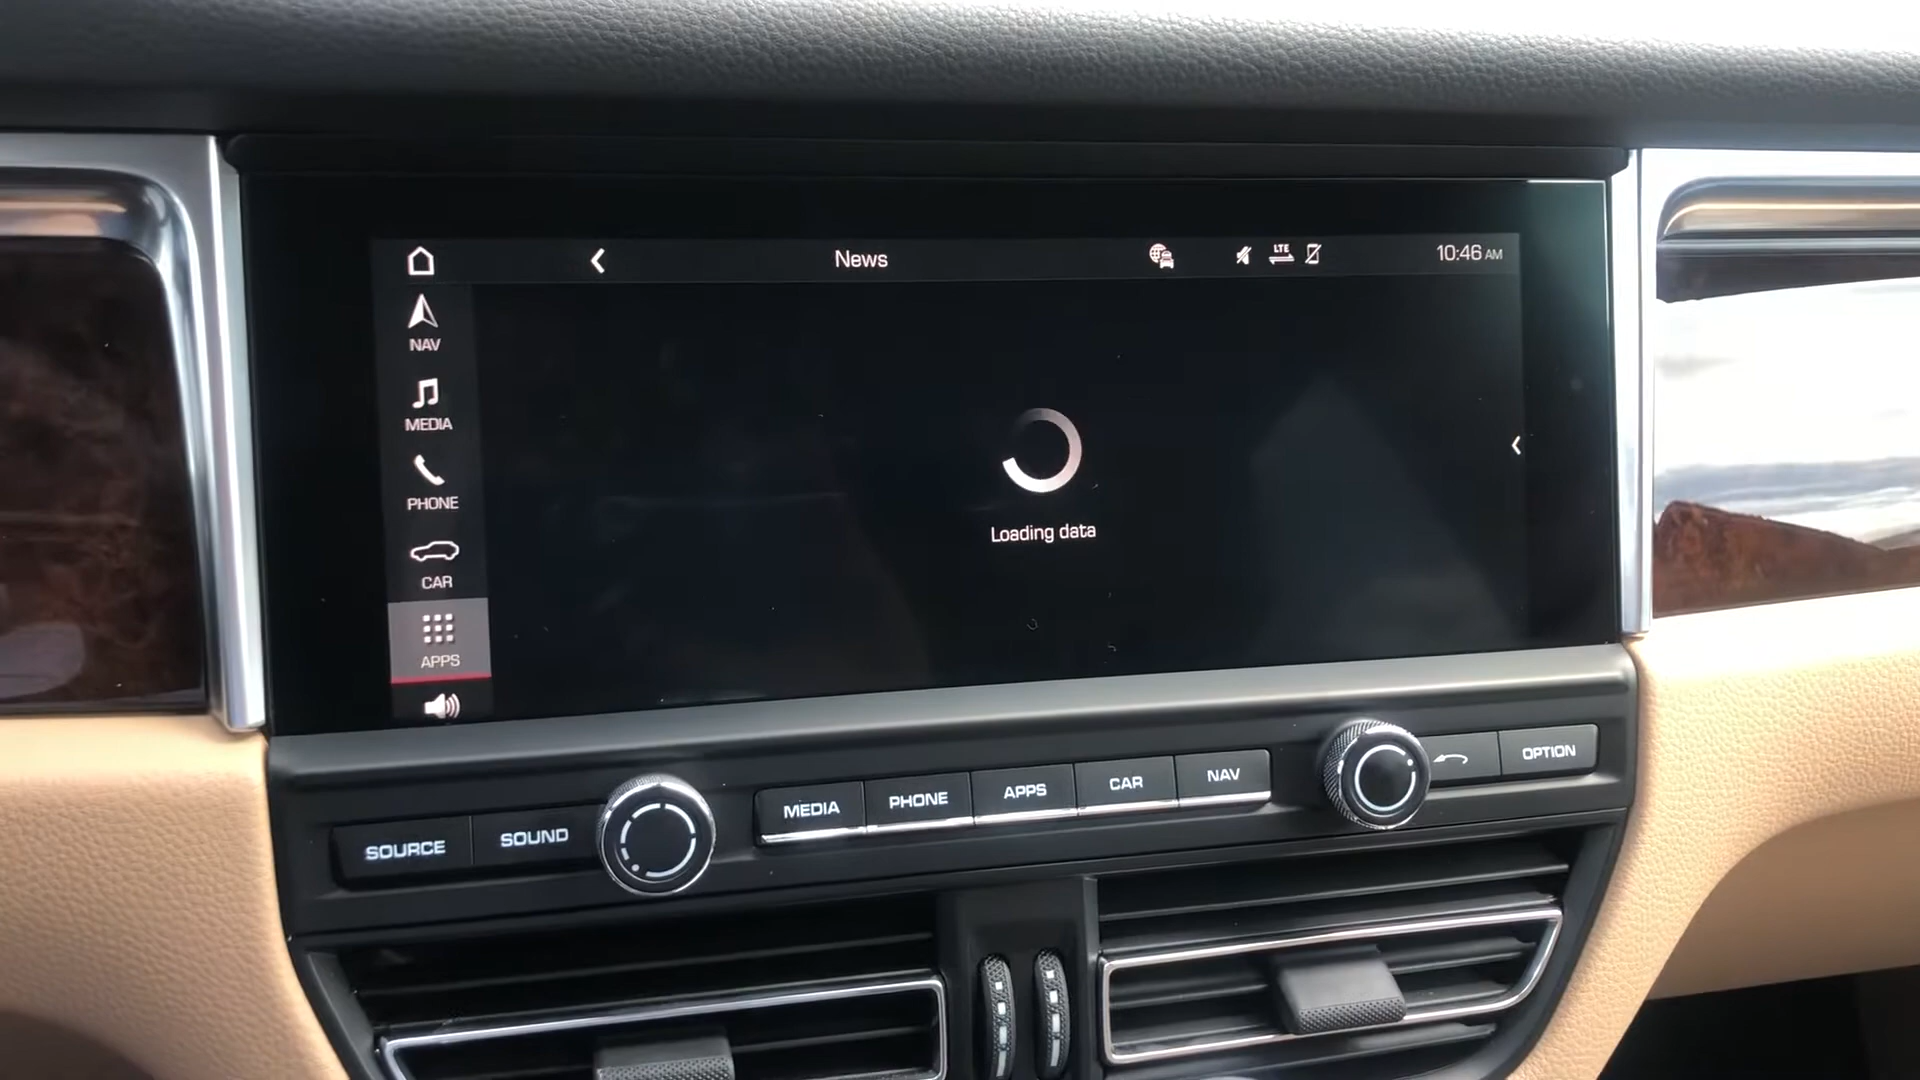 News
LTE
10:46 AM
NAV
MEDIA
PHONE
CAR
APPS
Loading data
SOURCE
SOUND
MEDIA
PHONE
APPS
CAR
NAV
OPTION